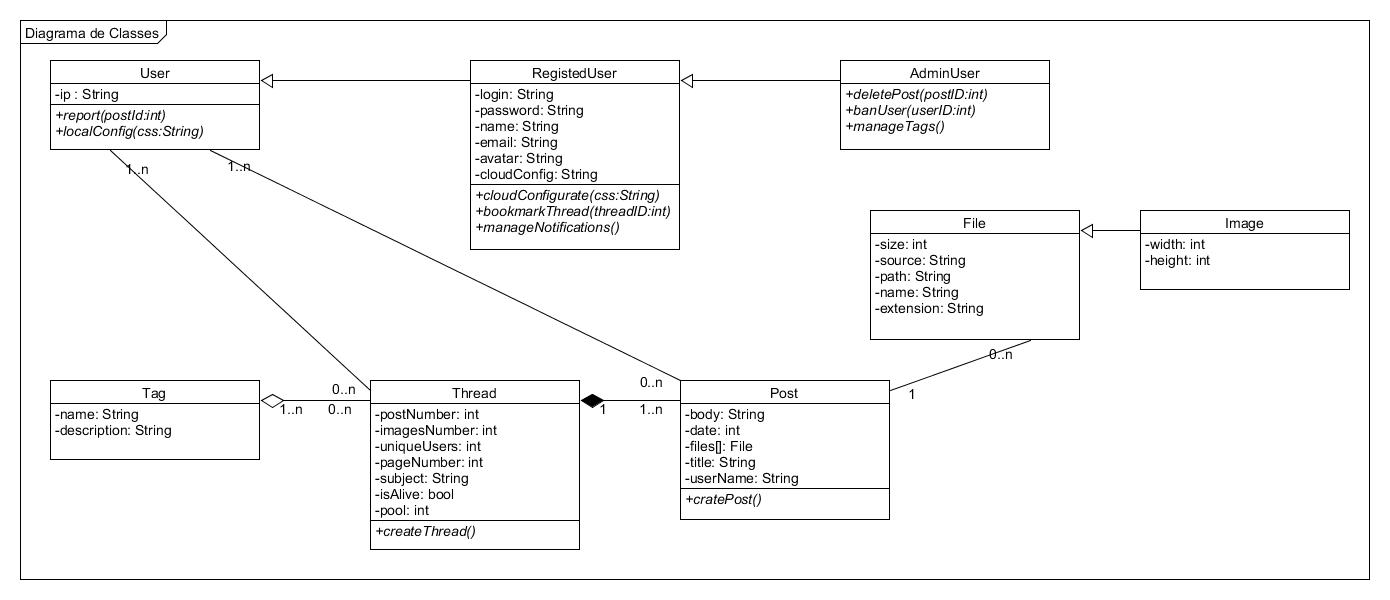 Diagrama de Classes
User
-ip : String
+report(postId:int)
+localConfig(css:String)
RegistedUser
-login: String
-password: String
-name: String
-email: String
-avatar: String
-cloudConfig: String
+cloudConfigurate(css:String)
+bookmarkThread(threadID:int)
+manageNotifications()
AdminUser
+deletePost(postID:int)
+banUser(userID:int)
+manageTags()
1..n
1..n
File
-size: int
-source: String
-path: String
-name: String
-extension: String
Image
-width: int
-height: int
0..n
1
0..n
0..n
Tag
-name: String
-description: String
1..n
0..n
Thread
-postNumber: int
-imagesNumber: int
-uniqueUsers: int
-pageNumber: int
-subject: String
-isAlive: bool
-pool: int
+createThread()
1
1..n
Post
-body: String
-date: int
-files[]: File
-title: String
-userName: String
+cratePost()